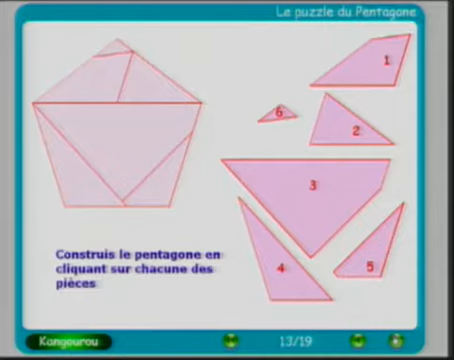 Le puzzle du Pentagone
1
6
2
3
4
5
Construis le pentagone en
cliquant sur chacune des
pièces
Kangourou
13/19